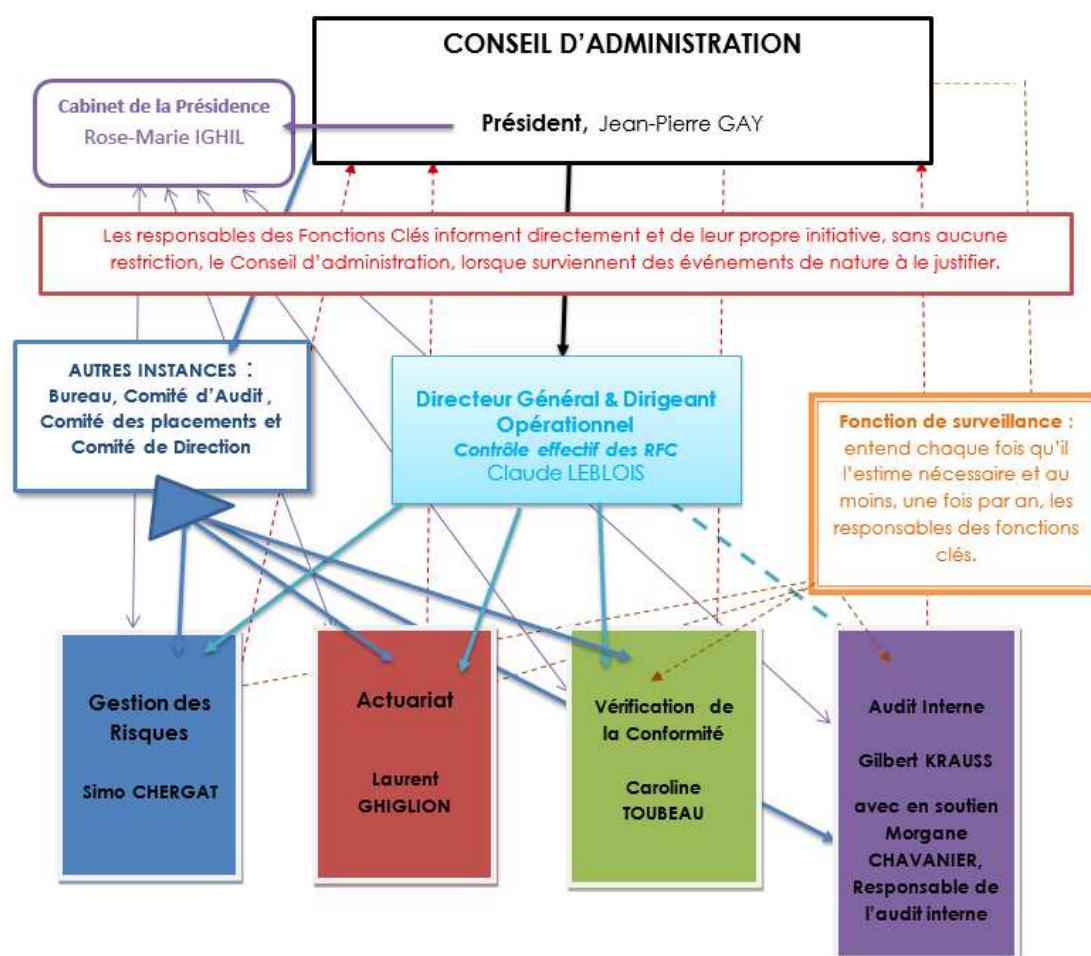 CONSEIL D’ADMINISTRATION
Président, Jean-Pierre GAY
Cabinet de la Présidence
Rose-Marie IGHIL
Les responsables des Fonctions Clés informent directement et de leur propre initiative, sans aucune
restriction, le Conseil d’administration, lorsque surviennent des événements de nature à le justifier.
AUTRES INSTANCES :
Bureau, Comité d’Audit ,
Comité des placements et
Comité de Direction
Directeur Général & Dirigeant
Opérationnel
Contrôle effectif des RFC
Claude LEBLOIS
Fonction de surveillance :
entend chaque fois qu’il
l’estime nécessaire et au
moins, une fois par an, les
responsables des fonctions
clés.
Gestion des
Risques
Simo CHERGAT
Actuariat
Laurent
GHIGLION
Vérification de
la Conformité
Caroline
TOUBEAU
Audit Interne
Gilbert KRAUSS
avec en soutien
Morgane
CHAVANIER,
Responsable de
l’audit interne